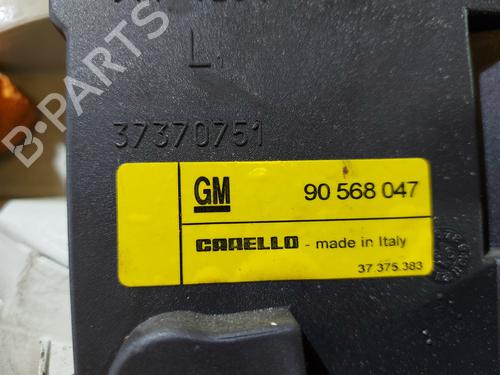 L.
37370751
GM 90 568 047
CARELLO - made in Italy
37.375.383
B-PARTS